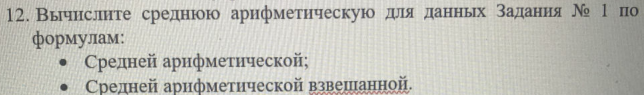 12. Вычислите среднюю арифметическую для данных Задания № 1 по
формулам:
• Средней арифметической;
• Средней арифметической взвешанной.